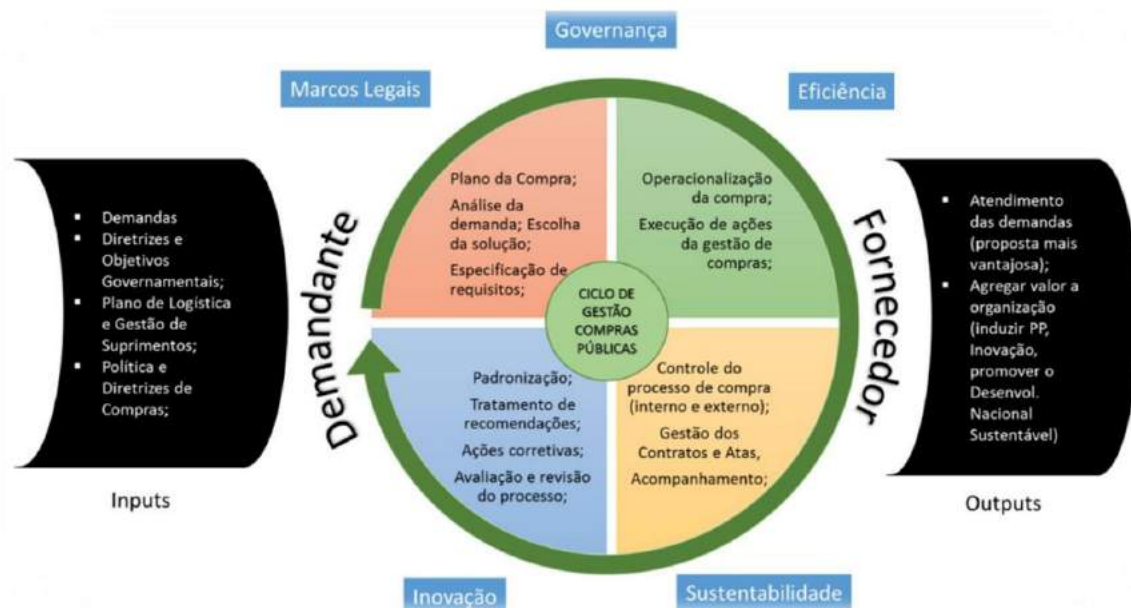 Governança
Marcos Legais
Eficiência
▪ Demandas
▪ Diretrizes e
Objetivos
Governamentais;
▪ Plano de Logística
e Gestão de
Suprimentos;
▪ Política e
Diretrizes de
Compras;
Inputs
Demandante
Plano da Compra;
Análise da
demanda; Escolha
da solução;
Especificação de
requisitos;
Operacionalização
da compra;
Execução de ações
da gestão de
compras;
CICLO DE
GESTÃO
COMPRAS
PÚBLICAS
Padronização;
Tratamento de
recomendações;
Ações corretivas;
Avaliação e revisão
do processo;
Controle do
processo de compra
(interno e externo);
Gestão dos
Contratos e Atas,
Acompanhamento;
Fornecedor
▪ Atendimento
das demandas
(proposta mais
vantajosa);
▪ Agregar valor a
organização
(induzir PP,
Inovação,
promover o
Desenvol.
Nacional
Sustentável)
Outputs
Inovação
Sustentabilidade